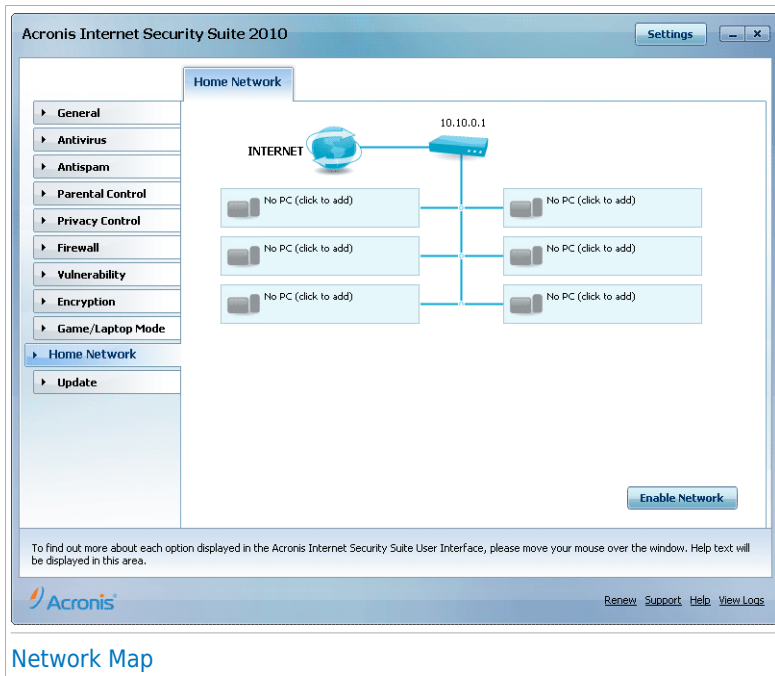 Acronis Internet Security Suite 2010
Settings
Home Network
General
Antivirus
Antispam
Parental Control
Privacy Control
Firewall
Vulnerability
Encryption
Game/Laptop Mode
Home Network
Update
10.10.0.1
INTERNET
No PC (click to add)
No PC (click to add)
No PC (click to add)
No PC (click to add)
No PC (click to add)
No PC (click to add)
Enable Network
To find out more about each option displayed in the Acronis Internet Security Suite User Interface, please move your mouse over the window. Help text will
be displayed in this area.
Acronis
Renew Support Help View Logs
Network Map